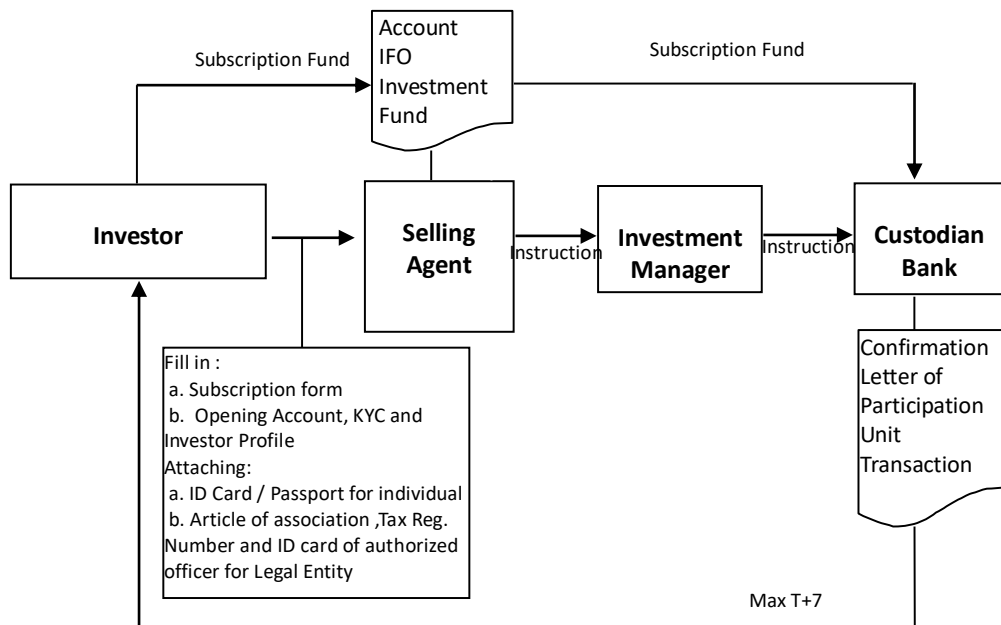 Account
IFO
Investment
Fund
Subscription Fund
Subscription Fund
Investor
Selling
Agent
Instruction
Investment
Manager
Instruction
Custodian
Bank
Fill in :
a. Subscription form
b. Opening Account, KYC and
Investor Profile
Attaching:
a. ID Card / Passport for individual
b. Article of association ,Tax Reg.
Number and ID card of authorized
officer for Legal Entity
Confirmation
Letter of
Participation
Unit
Transaction
Max T+7